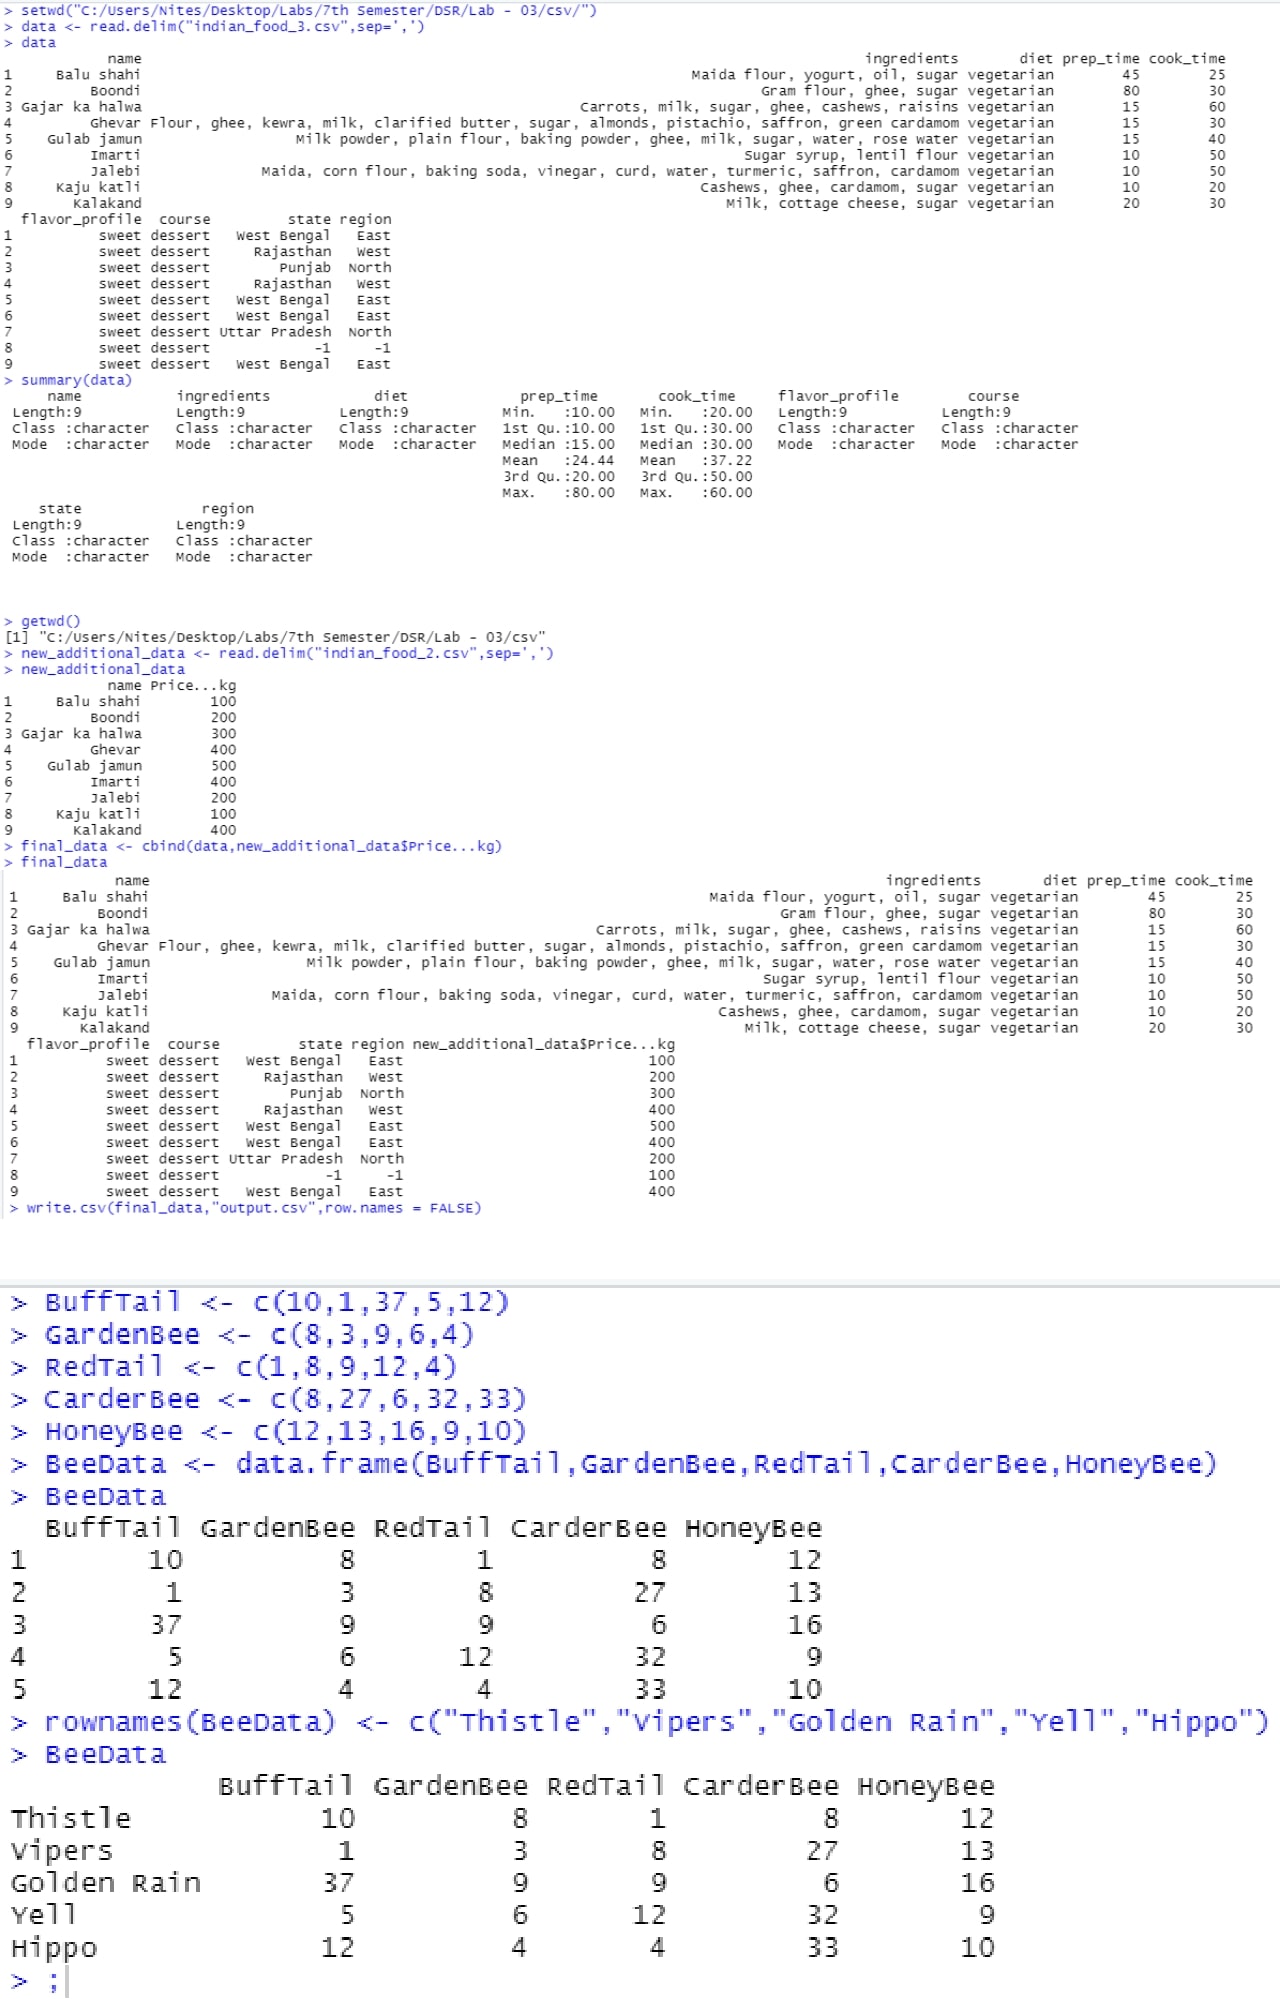 > setwd("C:/Users/Nites/Desktop/Labs/7th Semester/DSR/Lab - 03/csv/")
> data <- read.delim("indian_food_3.csv",sep=',')
> data
name ingredients diet prep_time cook_time
1 Balu shahi Maida flour, yogurt, oil, sugar vegetarian 45 25
2 Boondi Gram flour, ghee, sugar vegetarian 80 30
3 Gajar ka halwa Carrots, milk, sugar, ghee, cashews, raisins vegetarian 15 60
4 Ghevar Flour, ghee, kewra, milk, clarified butter, sugar, almonds, pistachio, saffron, green cardamom vegetarian 15 30
5 Gulab jamun Milk powder, plain flour, baking powder, ghee, milk, sugar, water, rose water vegetarian 15 40
6 Imarti Sugar syrup, lentil flour vegetarian 10 50
7 Jalebi Maida, corn flour, baking soda, vinegar, curd, water, turmeric, saffron, cardamom vegetarian 10 50
8 Kaju katli Cashews, ghee, cardamom, sugar vegetarian 10 20
9 Kalakand Milk, cottage cheese, sugar vegetarian 20 30
flavor_profile course state region
1 sweet dessert West Bengal East
2 sweet dessert Rajasthan West
3 sweet dessert Punjab North
4 sweet dessert Rajasthan West
5 sweet dessert West Bengal East
6 sweet dessert West Bengal East
7 sweet dessert Uttar Pradesh North
8 sweet dessert -1 -1
9 sweet dessert West Bengal East
> summary(data)
name ingredients diet prep_time cook_time flavor_profile course
Length:9 Length:9 Length:9 Min. :10.00 Min. :20.00 Length:9 Length:9
Class :character Class :character Class :character 1st Qu.:10.00 1st Qu.:30.00 Class :character Class :character
Mode :character Mode :character Mode :character Median :15.00 Median :30.00 Mode :character Mode :character
Mean :24.44 Mean :37.22
3rd Qu.:20.00 3rd Qu.:50.00
Max. :80.00 Max. :60.00
state region
Length:9 Length:9
Class :character Class :character
Mode :character Mode :character
> getwd()
[1] "C:/Users/Nites/Desktop/Labs/7th Semester/DSR/Lab - 03/csv"
> new_additional_data <- read.delim("indian_food_2.csv",sep=',')
> new_additional_data
name Price...kg
1 Balu shahi 100
2 Boondi 200
3 Gajar ka halwa 300
4 Ghevar 400
5 Gulab jamun 500
6 Imarti 400
7 Jalebi 200
8 Kaju katli 100
9 Kalakand 400
> final_data <- cbind(data,new_additional_data$Price...kg)
> final_data
name ingredients diet prep_time cook_time
1 Balu shahi Maida flour, yogurt, oil, sugar vegetarian 45 25
2 Boondi Gram flour, ghee, sugar vegetarian 80 30
3 Gajar ka halwa Carrots, milk, sugar, ghee, cashews, raisins vegetarian 15 60
4 Ghevar Flour, ghee, kewra, milk, clarified butter, sugar, almonds, pistachio, saffron, green cardamom vegetarian 15 30
5 Gulab jamun Milk powder, plain flour, baking powder, ghee, milk, sugar, water, rose water vegetarian 15 40
6 Imarti Sugar syrup, lentil flour vegetarian 10 50
7 Jalebi Maida, corn flour, baking soda, vinegar, curd, water, turmeric, saffron, cardamom vegetarian 10 50
8 Kaju katli Cashews, ghee, cardamom, sugar vegetarian 10 20
9 Kalakand Milk, cottage cheese, sugar vegetarian 20 30
flavor_profile course state region new_additional_data$Price...kg
1 sweet dessert West Bengal East 100
2 sweet dessert Rajasthan West 200
3 sweet dessert Punjab North 300
4 sweet dessert Rajasthan West 400
5 sweet dessert West Bengal East 500
6 sweet dessert West Bengal East 400
7 sweet dessert Uttar Pradesh North 200
8 sweet dessert -1 -1 100
9 sweet dessert West Bengal East 400
> write.csv(final_data,"output.csv",row.names = FALSE)
> BuffTail <- c(10,1,37,5,12)
> GardenBee <- c(8,3,9,6,4)
> RedTail <- c(1,8,9,12,4)
> CarderBee <- c(8,27,6,32,33)
> HoneyBee <- c(12,13,16,9,10)
> BeeData <- data.frame(BuffTail,GardenBee,RedTail,CarderBee,HoneyBee)
> BeeData
BuffTail GardenBee RedTail CarderBee HoneyBee
1 10 8 1 8 12
2 1 3 8 27 13
3 37 9 9 6 16
4 5 6 12 32 9
5 12 4 4 33 10
> rownames(BeeData) <- c("Thistle","Vipers","Golden Rain","Yell","Hippo")
> BeeData
BuffTail GardenBee RedTail CarderBee HoneyBee
Thistle 10 8 1 8 12
Vipers 1 3 8 27 13
Golden Rain 37 9 9 6 16
Yell 5 6 12 32 9
Hippo 12 4 4 33 10
> ;